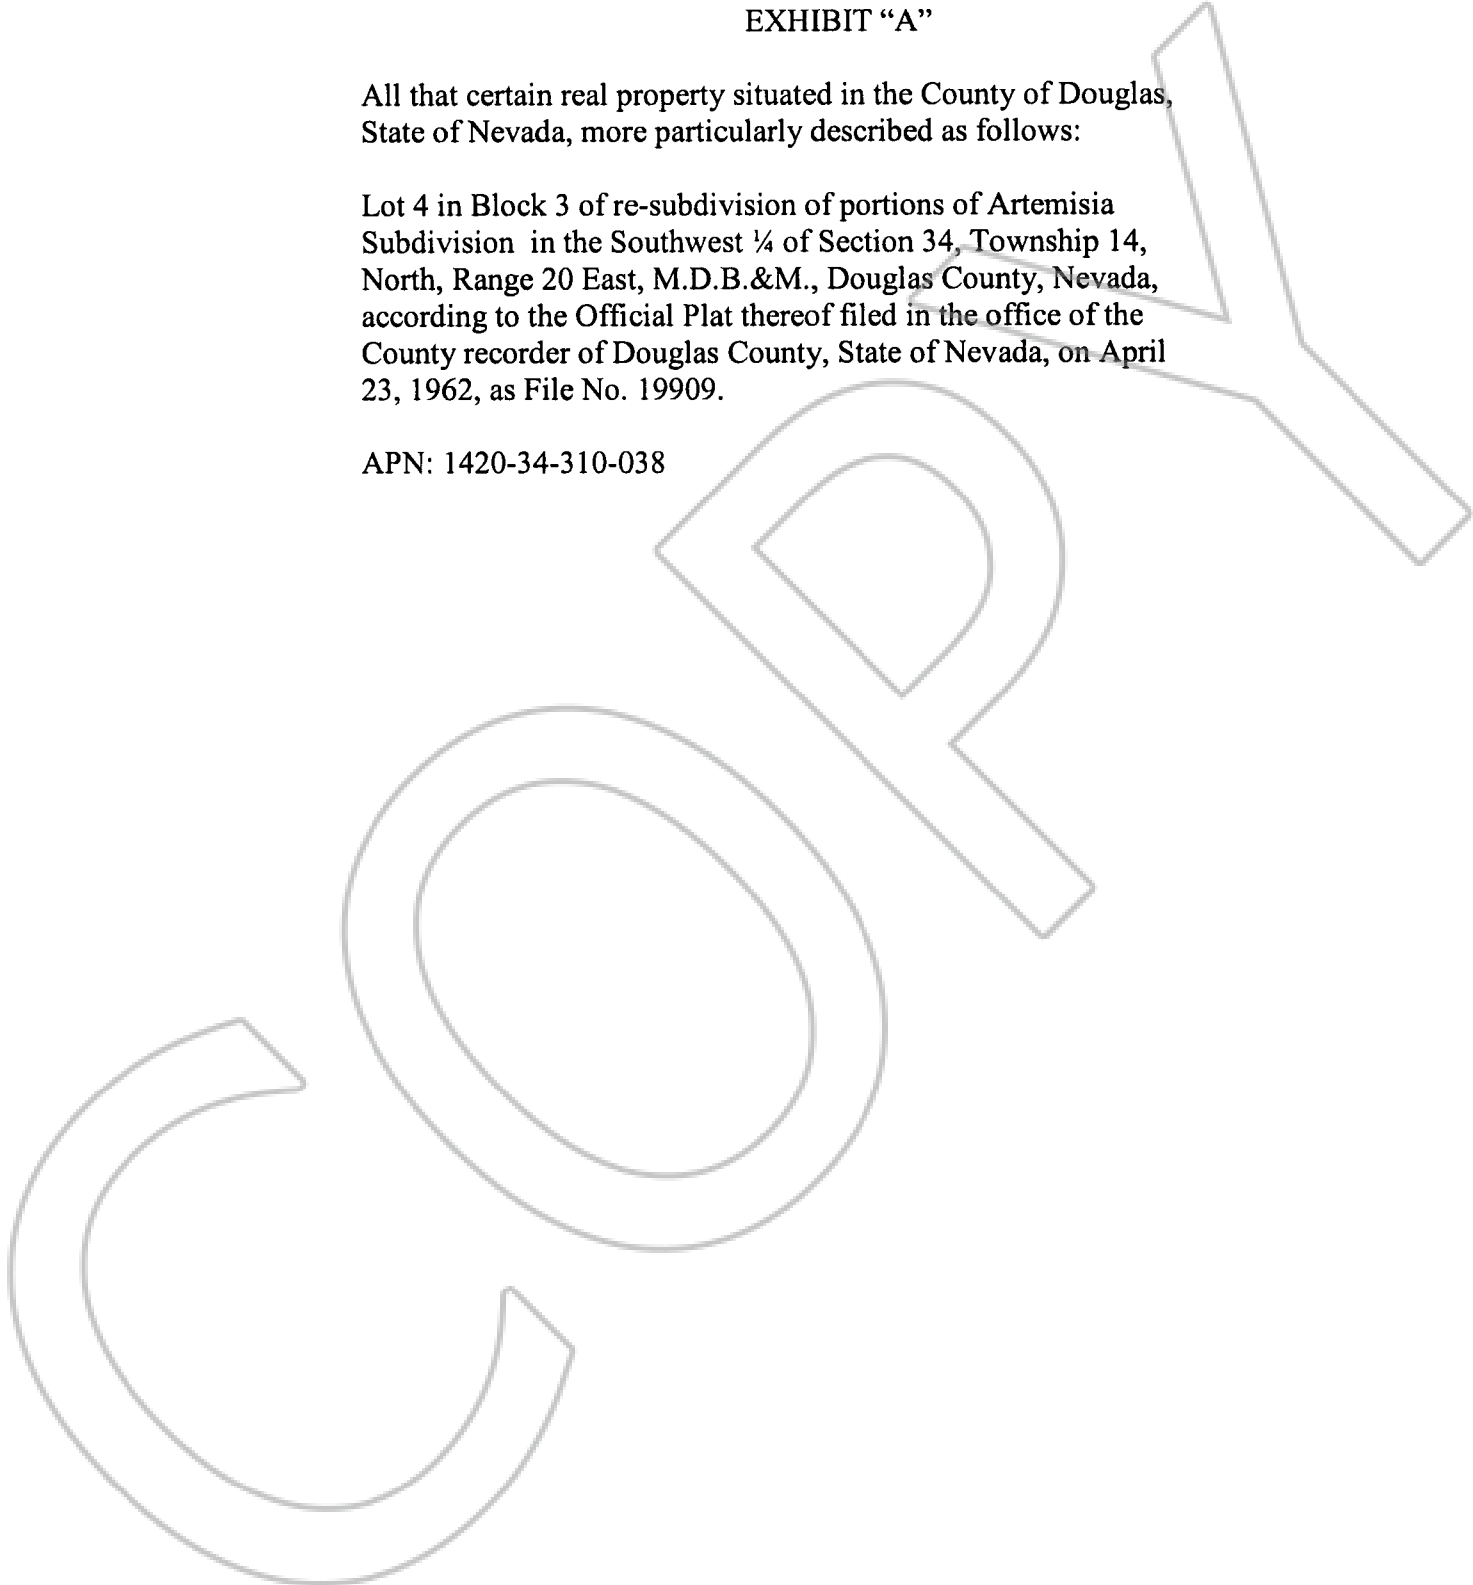 EXHIBIT “A”
All that certain real property situated in the County of Douglas,
State of Nevada, more particularly described as follows:
Lot 4 in Block 3 of re-subdivision of portions of Artemisia
Subdivision  in the Southwest ¼ of Section 34, Township 14,
North, Range 20 East, M.D.B.&M., Douglas County, Nevada,
according to the Official Plat thereof filed in the office of the
County recorder of Douglas County, State of Nevada, on April
23, 1962, as File No. 19909.
APN: 1420-34-310-038
COPY